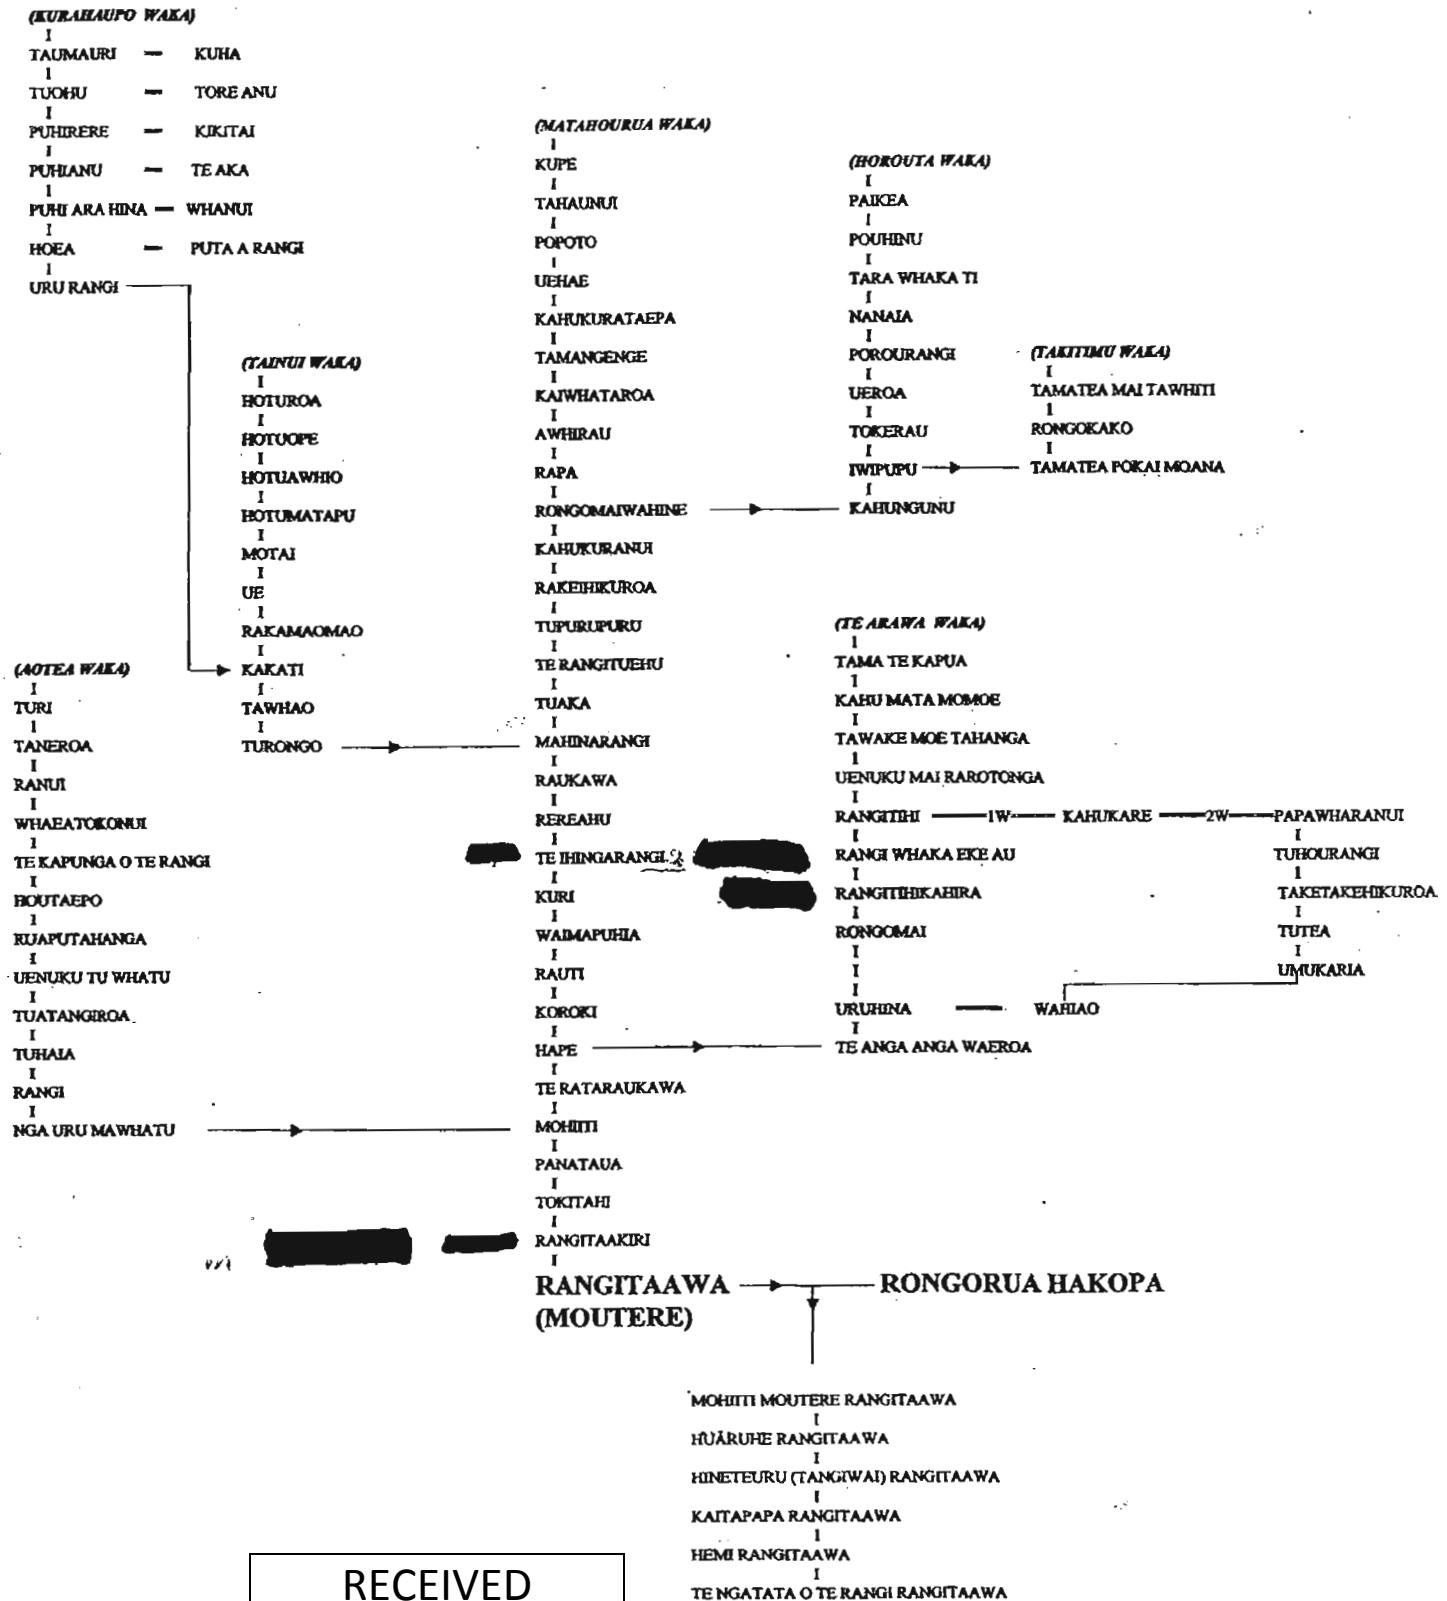 (KURAHAUPO WAKA)
TAUMAURI — KUHA
TUOHU — TORE ANU
PUHIRERE — KIKITAI
PUHIANU — TE AKA
PUHI ARA HINA — WHANUI
HOEA — PUTA A RANGI
URU RANGI
(TAINUI WAKA)
HOTUROA
HOTUOPE
HOTUAWHIO
HOTUMATAPU
MOTAI
UE
RAKAMAOMAO
KAKATI
TAWHAO
TURONGO
(AOTEA WAKA)
TURI
TANEROA
RANUI
WHAEATOKONUI
TE KAPUNGA O TE RANGI
HOUTAEPO
RUAPUTAHANGA
UENUKU TU WHATU
TUATANGIROA
TUHAIA
RANGI
NGA URU MAWHATU
(MATAHOURUA WAKA)
KUPE
TAHAUNUI
POPOTO
UEHAE
KAHUKURATAEPA
TAMANGENGE
KAIWHATAROA
AWHIRAU
RAPA
RONGOMAIWAHINE
KAHUKURANUI
RAKEIHIKUROA
TUPURUPURU
TE RANGITUEHU
TUAKA
MAHINARANGI
RAUKAWA
REREAHU
TE IHINGARANGI
KURI
WAIMAPUHIA
RAUTI
KOROKI
HAPE
TE RATARAUKAWA
MOHIITI
PANATAUA
TOKITAHI
RANGITAAKIRI
RANGITAAWA
(MOUTERE)
(HOROUTA WAKA)
PAIKEA
POUHINU
TARA WHAKA TI
NANAIA
POROURANGI
UEROA
TOKERAU
IWIPUPU
KAHUNGUNU
(TAKITIMU WAKA)
TAMATEA MAI TAWHITI
RONGOKAKO
TAMATEA POKAI MOANA
(TE ARAWA WAKA)
TAMA TE KAPUA
KAHU MATA MOMOE
TAWAKE MOE TAHANGA
UENUKU MAI RAROTONGA
RANGITIHI — 1W — KAHUKARE — 2W — PAPAWHARANUI
RANGI WHAKA EKE AU
RANGITIHIKAHIRA
RONGOMAI
URUHINA — WAHIAO
TE ANGA ANGA WAEROA
TUHOURANGI
TAKETAKEHIKUROA
TUTEA
UMUKARIA
RONGORUA HAKOPA
MOHIITI MOUTERE RANGITAAWA
HUĀRUHE RANGITAAWA
HINETEURU (TANGIWAI) RANGITAAWA
KAITAPAPA RANGITAAWA
HEMI RANGITAAWA
TE NGATATA O TE RANGI RANGITAAWA
RECEIVED